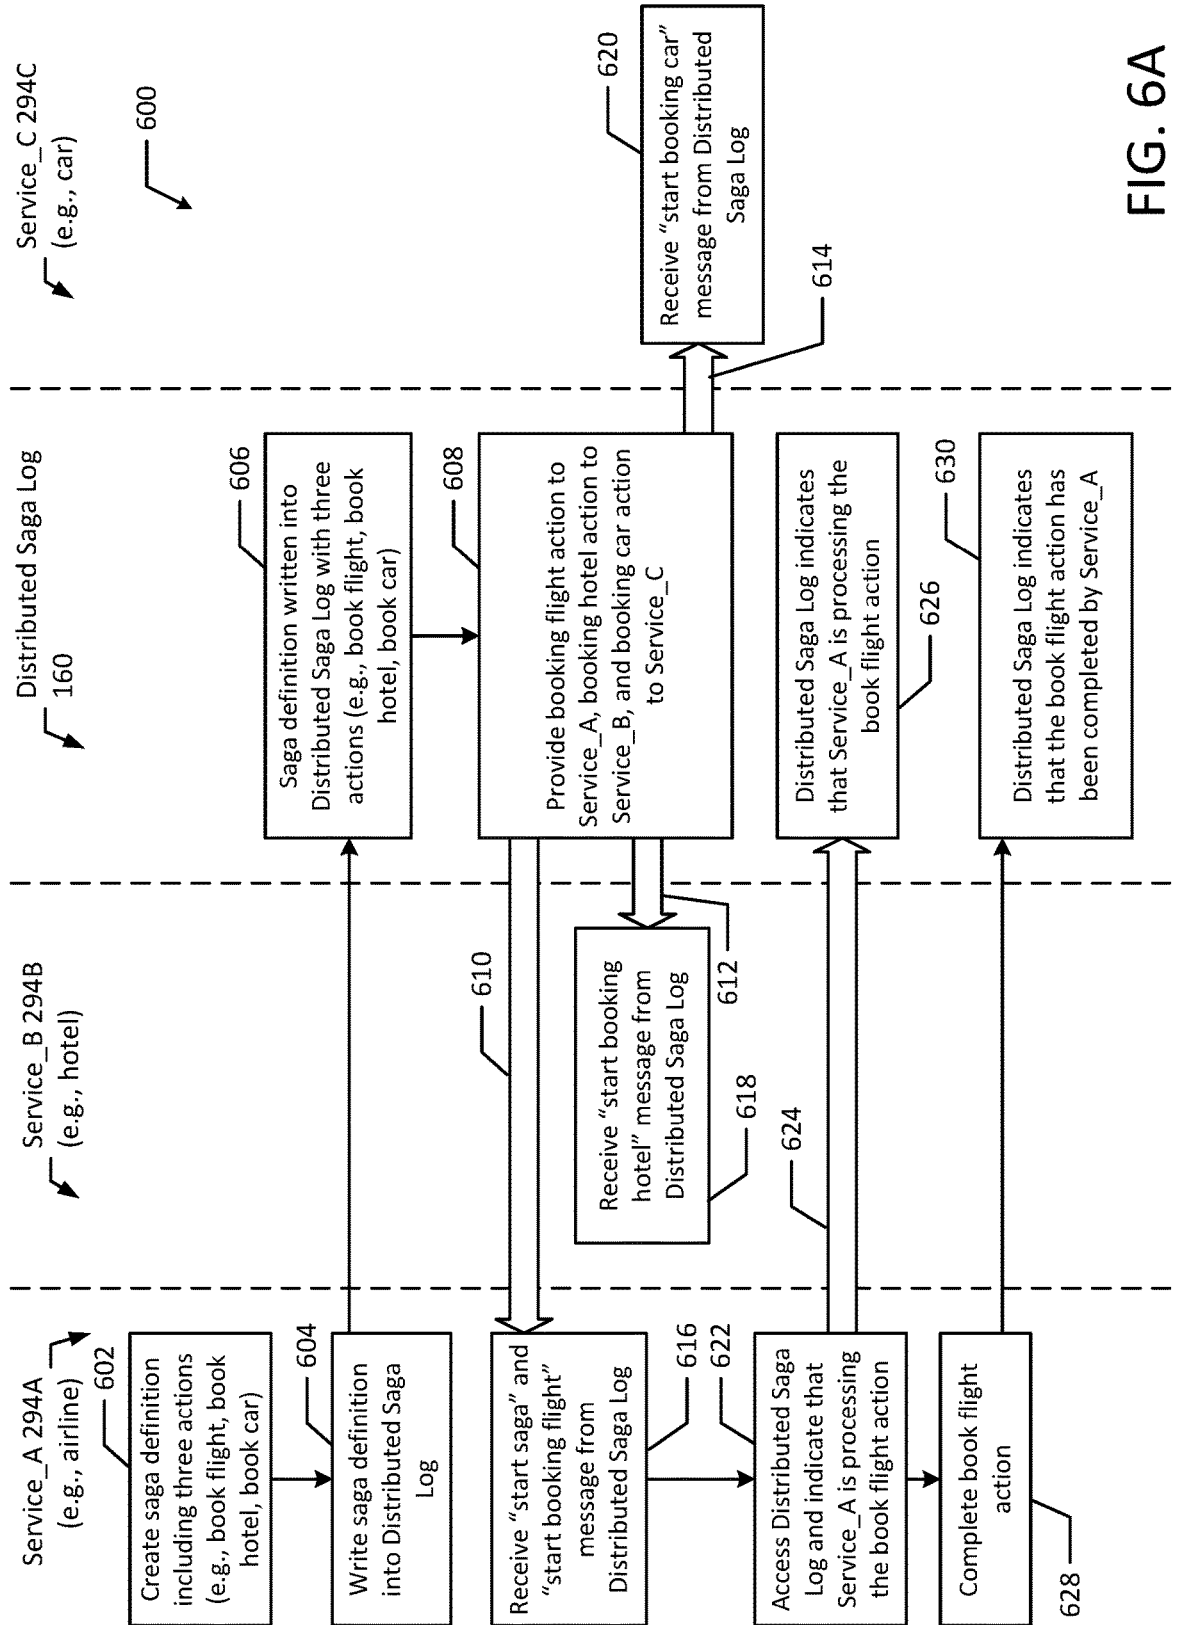 Service_A 294A
(e.g., airline)
Service_B 294B
(e.g., hotel)
Distributed Saga Log
160
Service_C 294C
(e.g., car)
600
602
Create saga definition
including three actions
(e.g., book flight, book
hotel, book car)
604
Write saga definition
into Distributed Saga
Log
606
Saga definition written into
Distributed Saga Log with three
actions (e.g., book flight, book
hotel, book car)
608
Provide booking flight action to
Service_A, booking hotel action to
Service_B, and booking car action
to Service_C
610
612
614
Receive “start saga” and
“start booking flight”
message from
Distributed Saga Log
616
Receive “start booking
hotel” message from
Distributed Saga Log
618
620
Receive “start booking car”
message from Distributed
Saga Log
622
Access Distributed Saga
Log and indicate that
Service_A is processing
the book flight action
624
Distributed Saga Log indicates
that Service_A is processing the
book flight action
626
Complete book flight
action
628
630
Distributed Saga Log indicates
that the book flight action has
been completed by Service_A
FIG. 6A